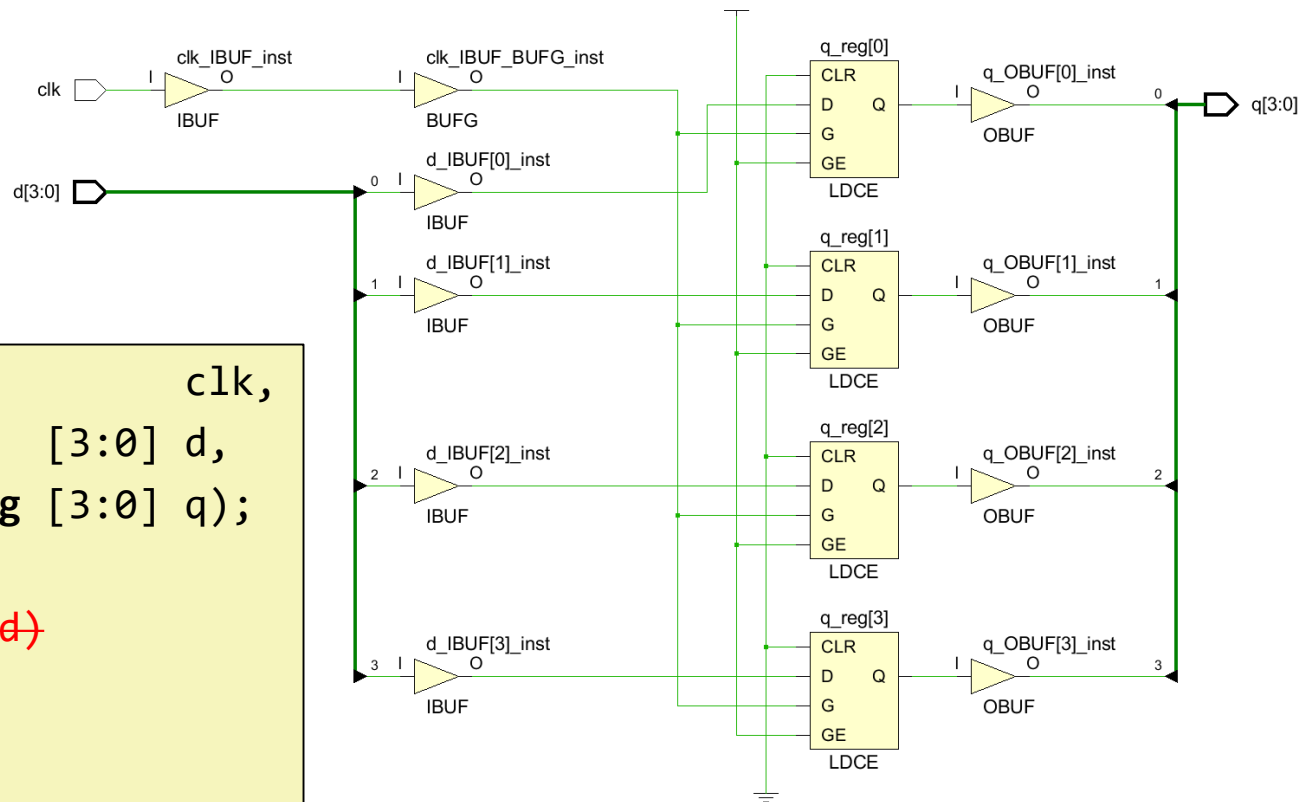 clk
I
clk_IBUF_inst
O
IBUF
I
clk_IBUF_BUFG_inst
O
BUFG
d[3:0]
0
I
d_IBUF[0]_inst
O
IBUF
1
I
d_IBUF[1]_inst
O
IBUF
2
I
d_IBUF[2]_inst
O
IBUF
3
I
d_IBUF[3]_inst
O
IBUF
q_reg[0]
CLR
D Q
G
GE
LDCE
q_reg[1]
CLR
D Q
G
GE
LDCE
q_reg[2]
CLR
D Q
G
GE
LDCE
q_reg[3]
CLR
D Q
G
GE
LDCE
I
q_OBUF[0]_inst
O
OBUF
0
q[3:0]
I
q_OBUF[1]_inst
O
OBUF
1
I
q_OBUF[2]_inst
O
OBUF
2
I
q_OBUF[3]_inst
O
OBUF
3
clk,
[3:0] d,
g [3:0] q);
d)